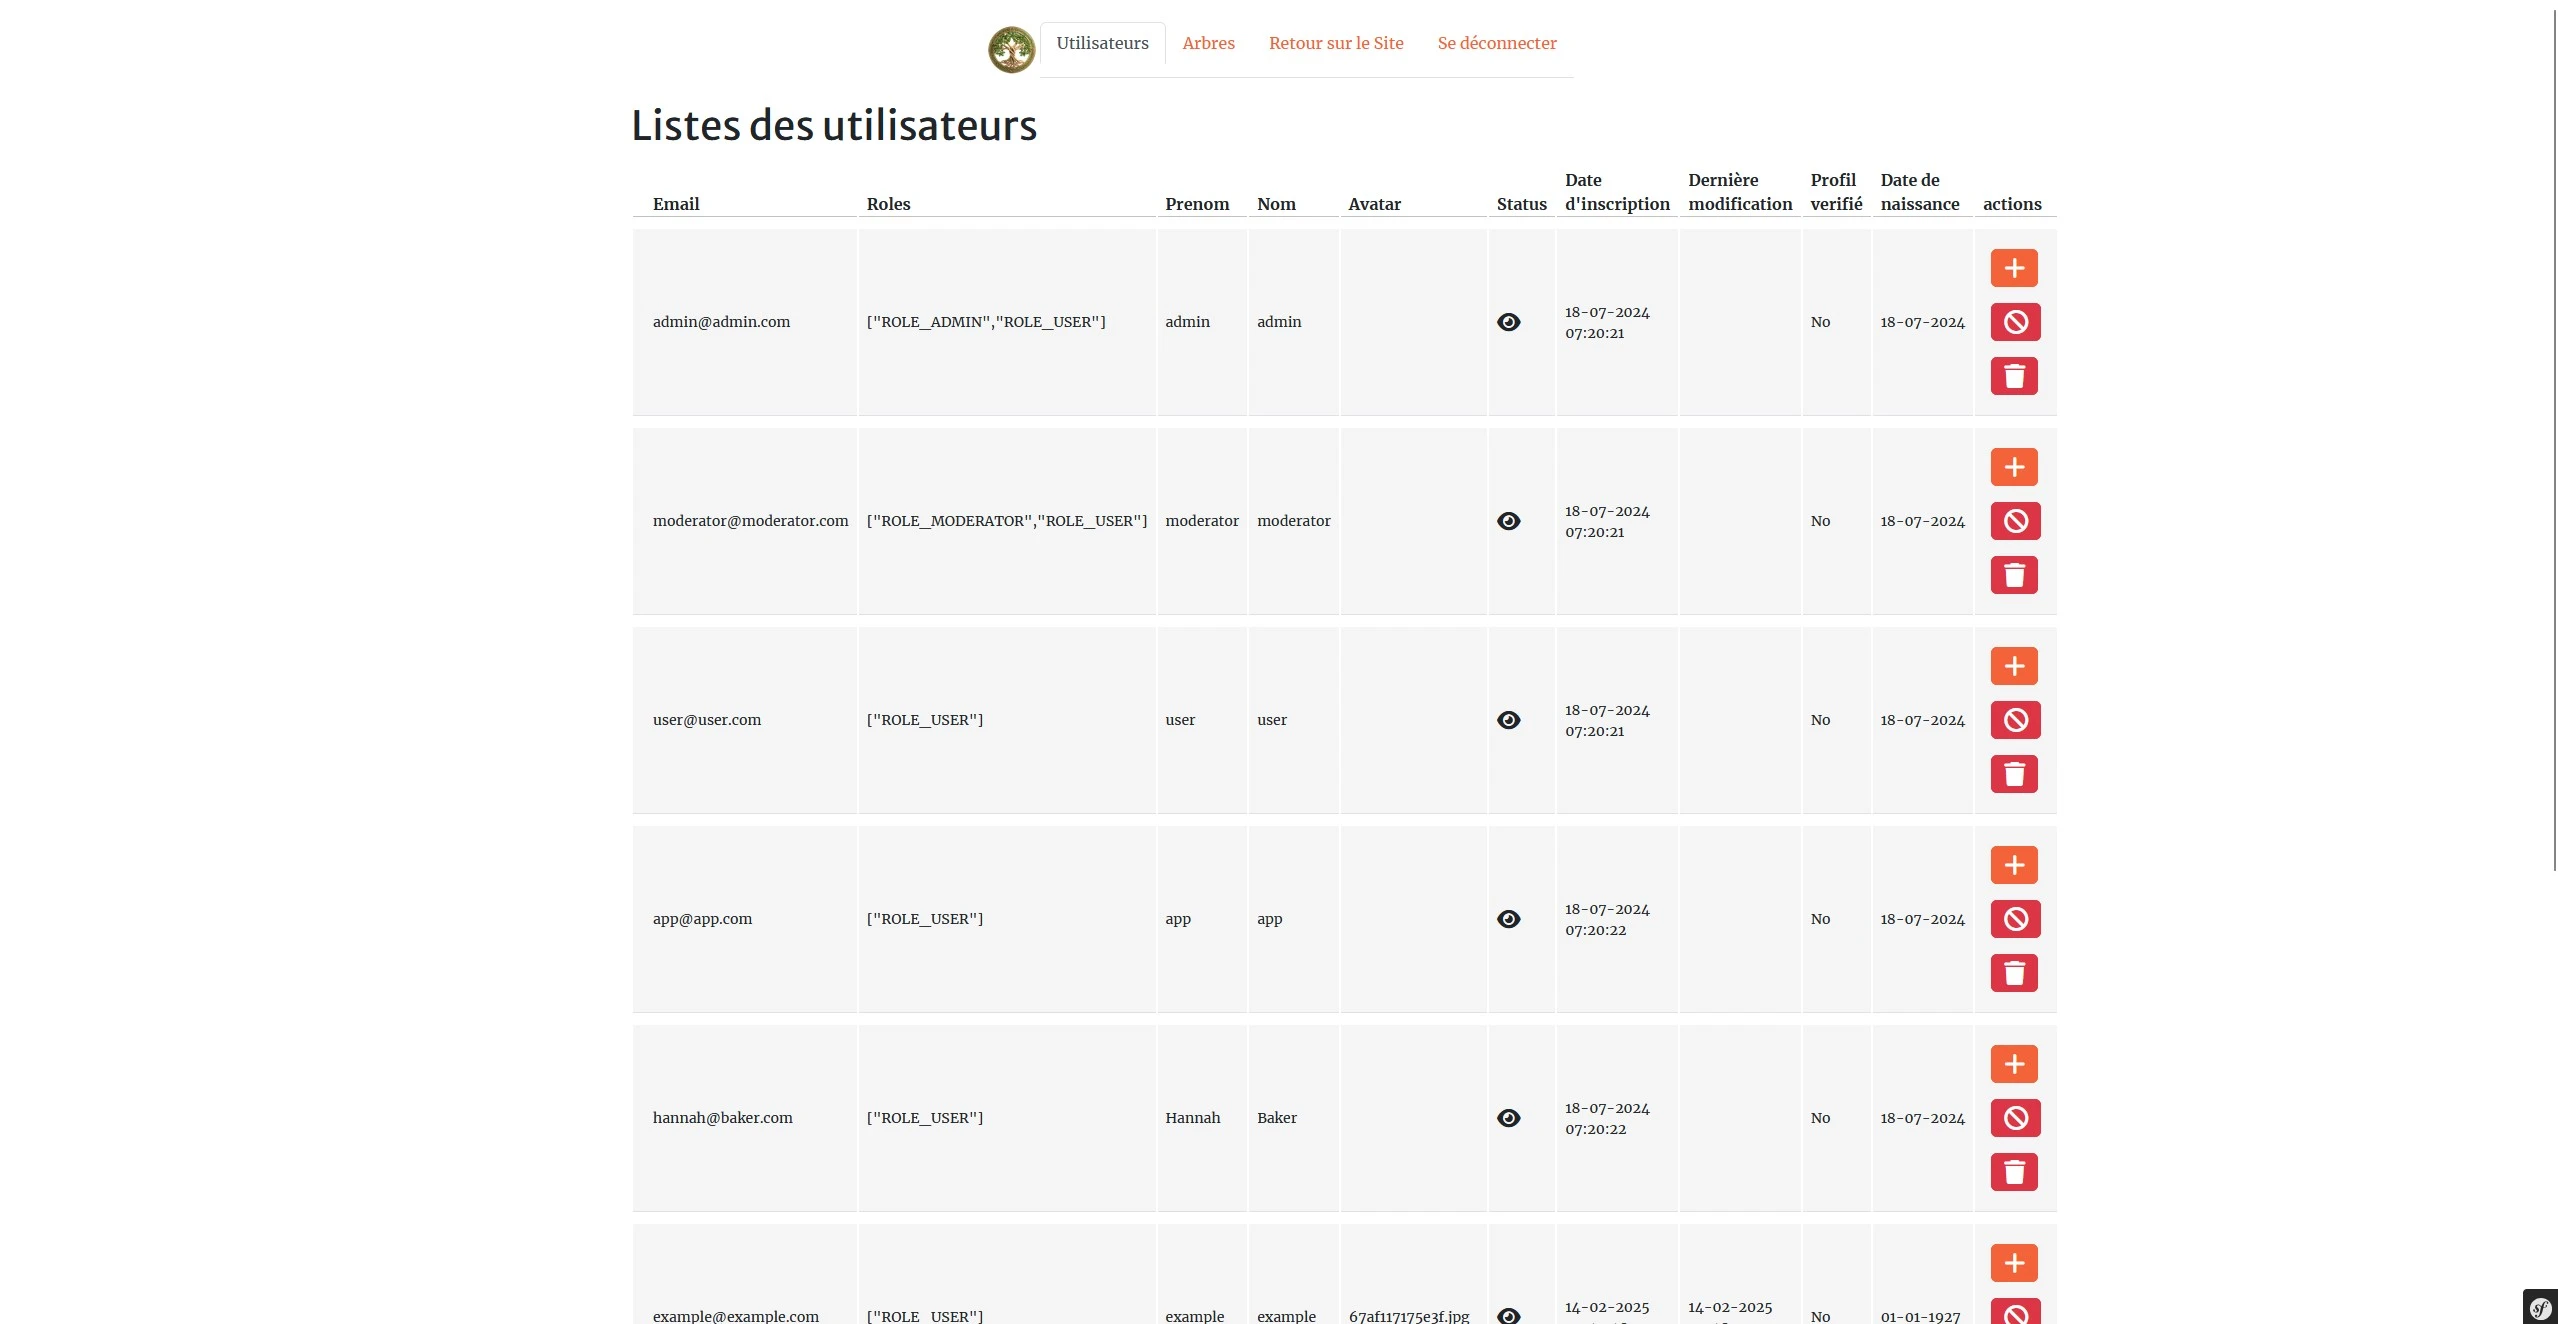 Utilisateurs Arbres Retour sur le Site Se déconnecter
Listes des utilisateurs
Email Roles Prenom Nom Avatar Status Date d'inscription Dernière modification Profil verifié Date de naissance actions
admin@admin.com ["ROLE_ADMIN","ROLE_USER"] admin admin 18-07-2024 07:20:21 No 18-07-2024
moderator@moderator.com ["ROLE_MODERATOR","ROLE_USER"] moderator moderator 18-07-2024 07:20:21 No 18-07-2024
user@user.com ["ROLE_USER"] user user 18-07-2024 07:20:21 No 18-07-2024
app@app.com ["ROLE_USER"] app app 18-07-2024 07:20:22 No 18-07-2024
hannah@baker.com ["ROLE_USER"] Hannah Baker 18-07-2024 07:20:22 No 18-07-2024
example@example.com ["ROLE_USER"] example example 67af117175e3f.jpg 14-02-2025 14-02-2025 No 01-01-1927
sf